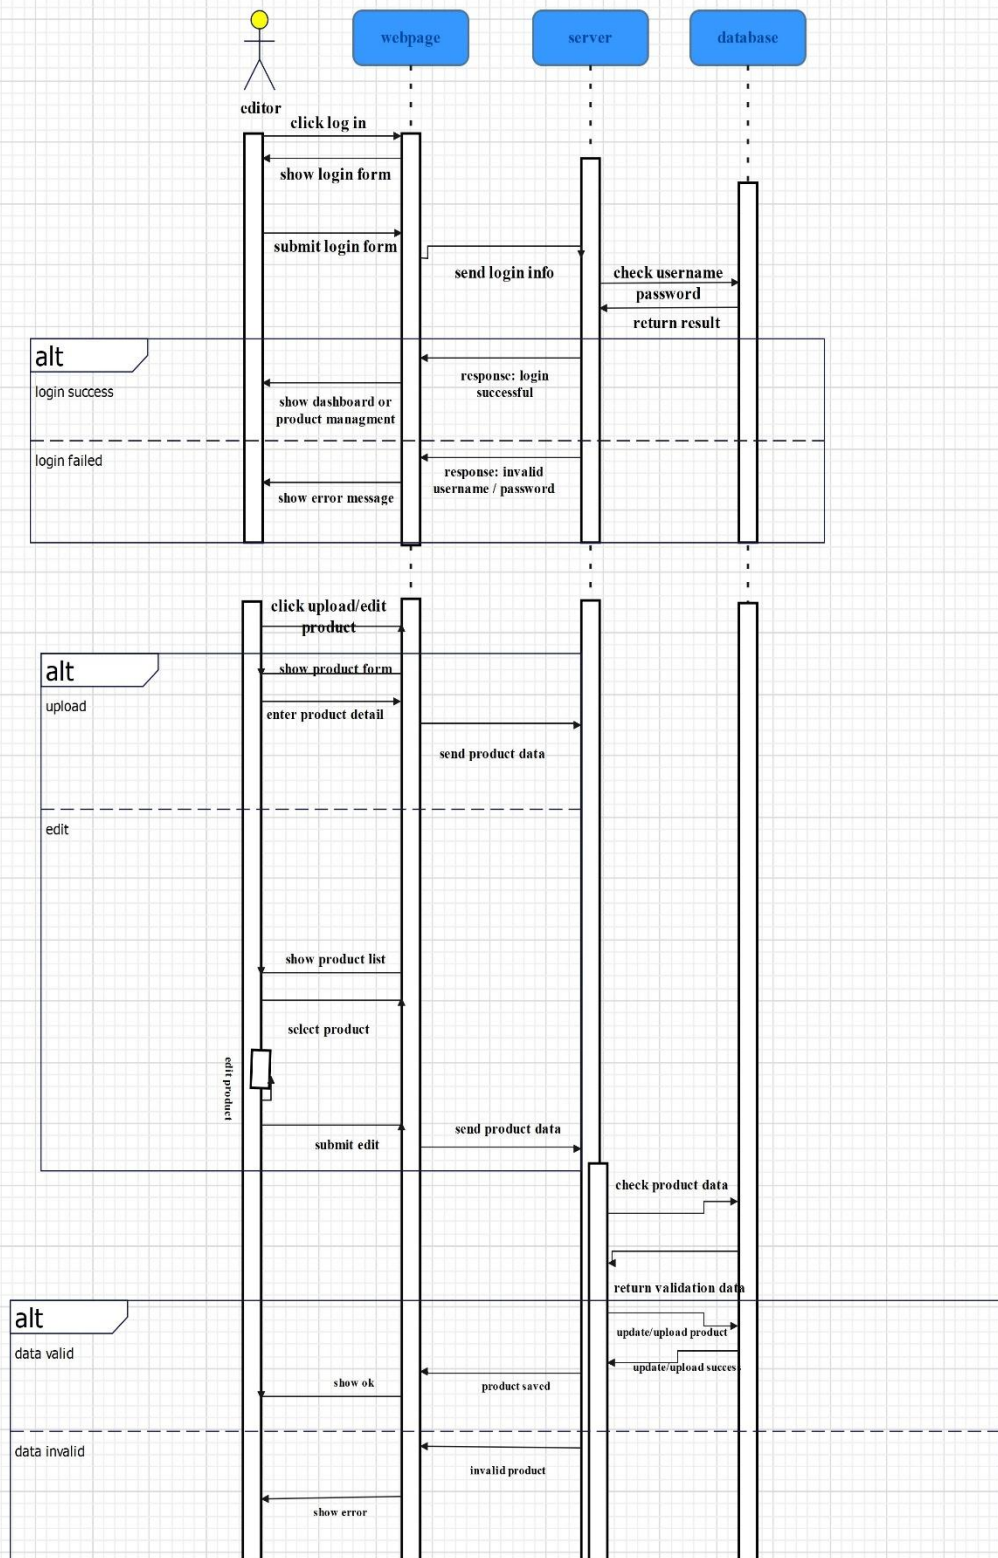 webpage
server
database
editor
click log in
show login form
submit login form
send login info
check username
password
return result
alt
login success
response: login
successful
show dashboard or
product managment
login failed
response: invalid
username / password
show error message
click upload/edit
product
alt
show product form
upload
enter product detail
send product data
edit
show product list
select product
edit product
submit edit
send product data
check product data
return validation data
alt
update/upload product
data valid
update/upload success
show ok
product saved
data invalid
invalid product
show error